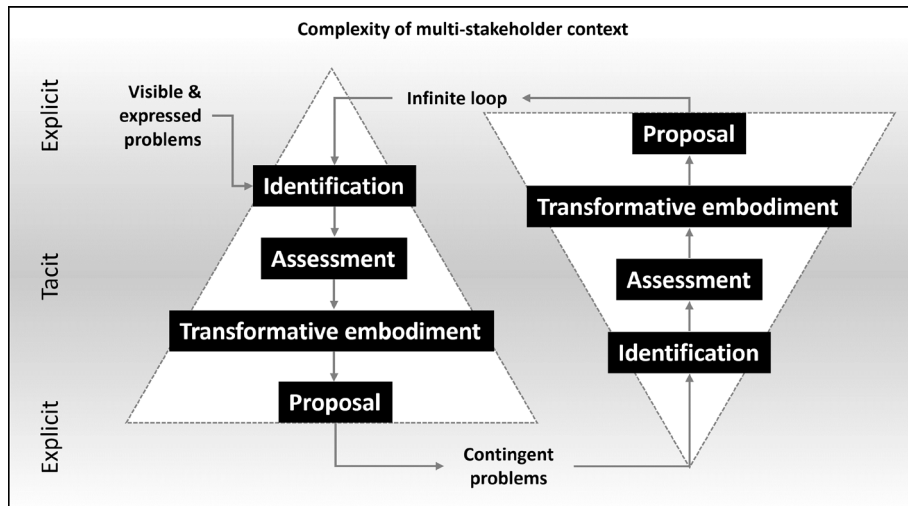 Complexity of multi-stakeholder context
Explicit
Tacit
Explicit
Visible &
expressed
problems
Infinite loop
Identification
Assessment
Transformative embodiment
Proposal
Contingent
problems
Proposal
Transformative embodiment
Assessment
Identification